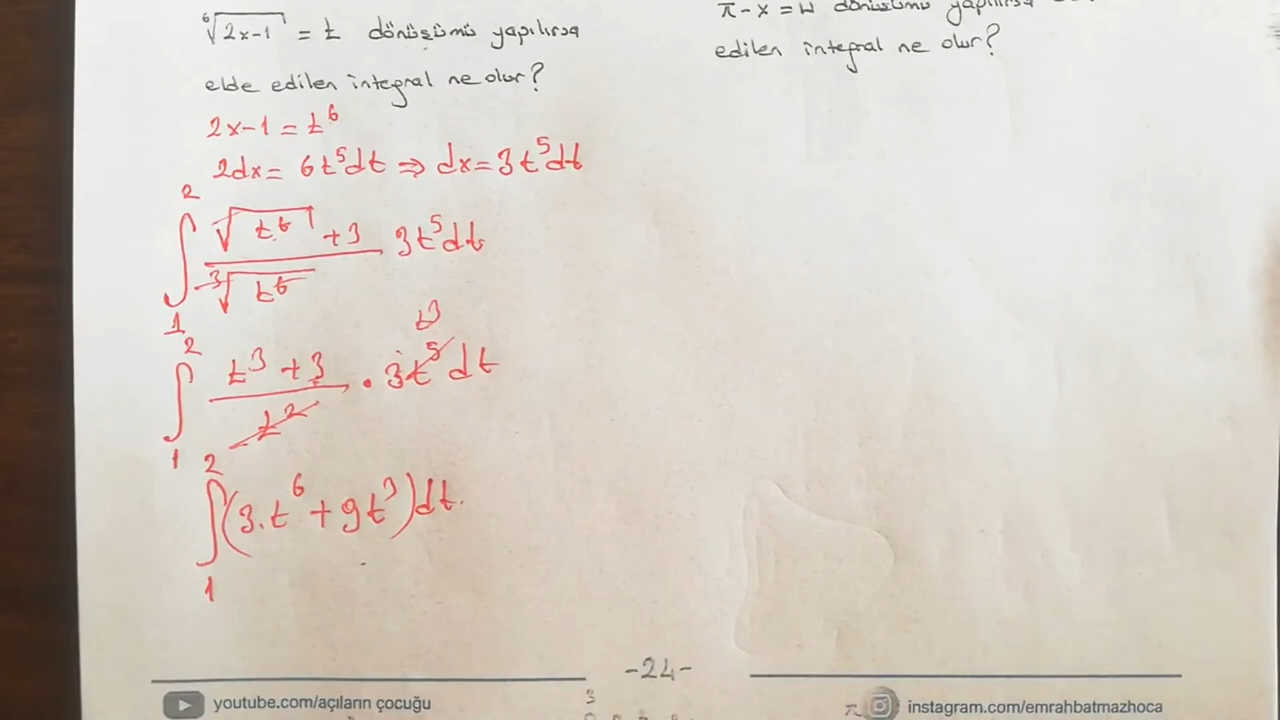 ⁶√(2x-1) = t dönüşümü yapılırsa
elde edilen integral ne olur?
2x-1 = t⁶
2dx = 6t⁵dt ⇒ dx = 3t⁵dt
∫₁² (√(t⁶) + 3)/(³√(t⁶)) 3t⁵dt
t³
∫₁² (t³ + 3)/t² · 3t⁵ dt
∫₁² (3.t⁶ + 9t³)dt.
π - x = u dönüşümü
edilen integral ne olur?
-24-
youtube.com/açıların çocuğu
instagram.com/emrahbatmazhoca